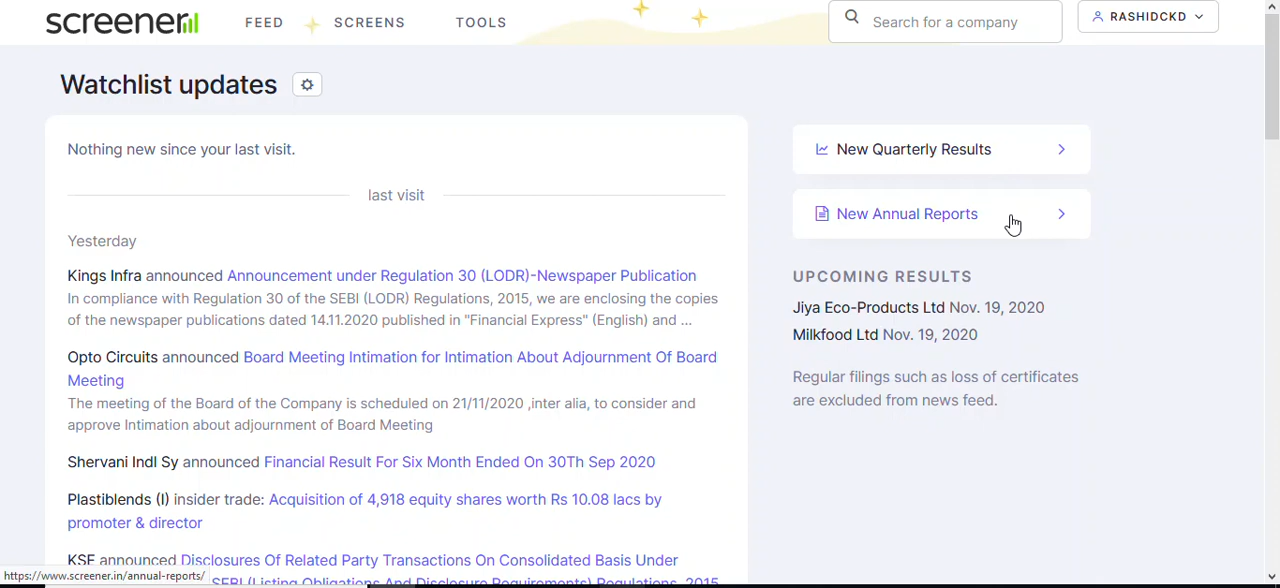 screener
FEED
SCREENS
TOOLS
Search for a company
RASHIDCKD
Watchlist updates
Nothing new since your last visit.
last visit
Yesterday
Kings Infra announced Announcement under Regulation 30 (LODR)-Newspaper Publication
In compliance with Regulation 30 of the SEBI (LODR) Regulations, 2015, we are enclosing the copies
of the newspaper publications dated 14.11.2020 published in "Financial Express" (English) and ...
Opto Circuits announced Board Meeting Intimation for Intimation About Adjournment Of Board
Meeting
The meeting of the Board of the Company is scheduled on 21/11/2020 ,inter alia, to consider and
approve Intimation about adjournment of Board Meeting
Shervani Indl Sy announced Financial Result For Six Month Ended On 30Th Sep 2020
Plastiblends (I) insider trade: Acquisition of 4,918 equity shares worth Rs 10.08 lacs by
promoter & director
KSE announced Disclosures Of Related Party Transactions On Consolidated Basis Under
SEBI (Listing Obligations And Disclosure Requirements) Regulations, 2015
New Quarterly Results
New Annual Reports
UPCOMING RESULTS
Jiya Eco-Products Ltd Nov. 19, 2020
Milkfood Ltd Nov. 19, 2020
Regular filings such as loss of certificates
are excluded from news feed.
https://www.screener.in/annual-reports/